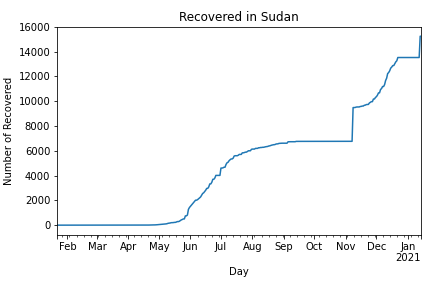 Recovered in Sudan
Number of Recovered
16000
14000
12000
10000
8000
6000
4000
2000
0
Feb Mar Apr May Jun Jul Aug Sep Oct Nov Dec Jan
2021
Day